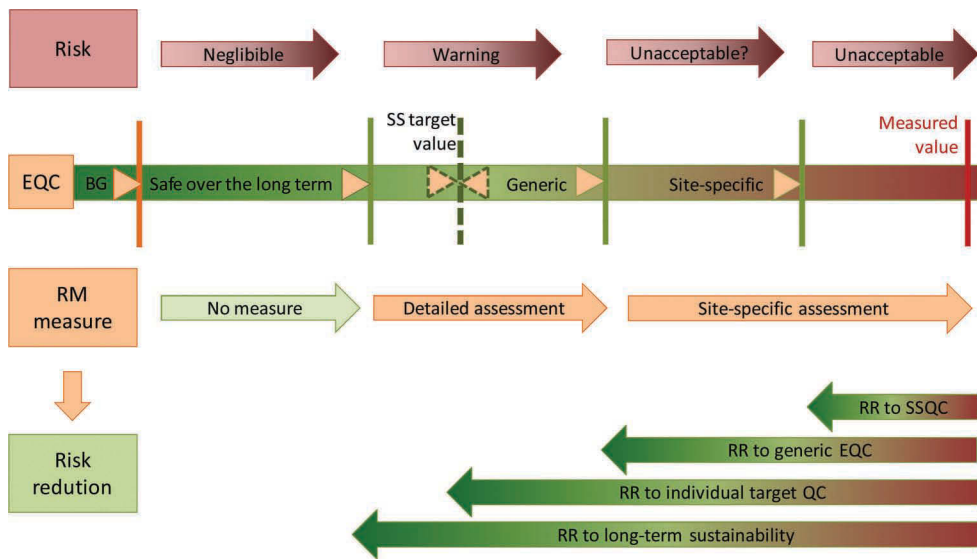 Risk
Neglibible
Warning
Unacceptable?
Unacceptable
SS target
value
Measured
value
EQC
BG
Safe over the long term
Generic
Site-specific
RM
measure
No measure
Detailed assessment
Site-specific assessment
Risk
redution
RR to SSQC
RR to generic EQC
RR to individual target QC
RR to long-term sustainability